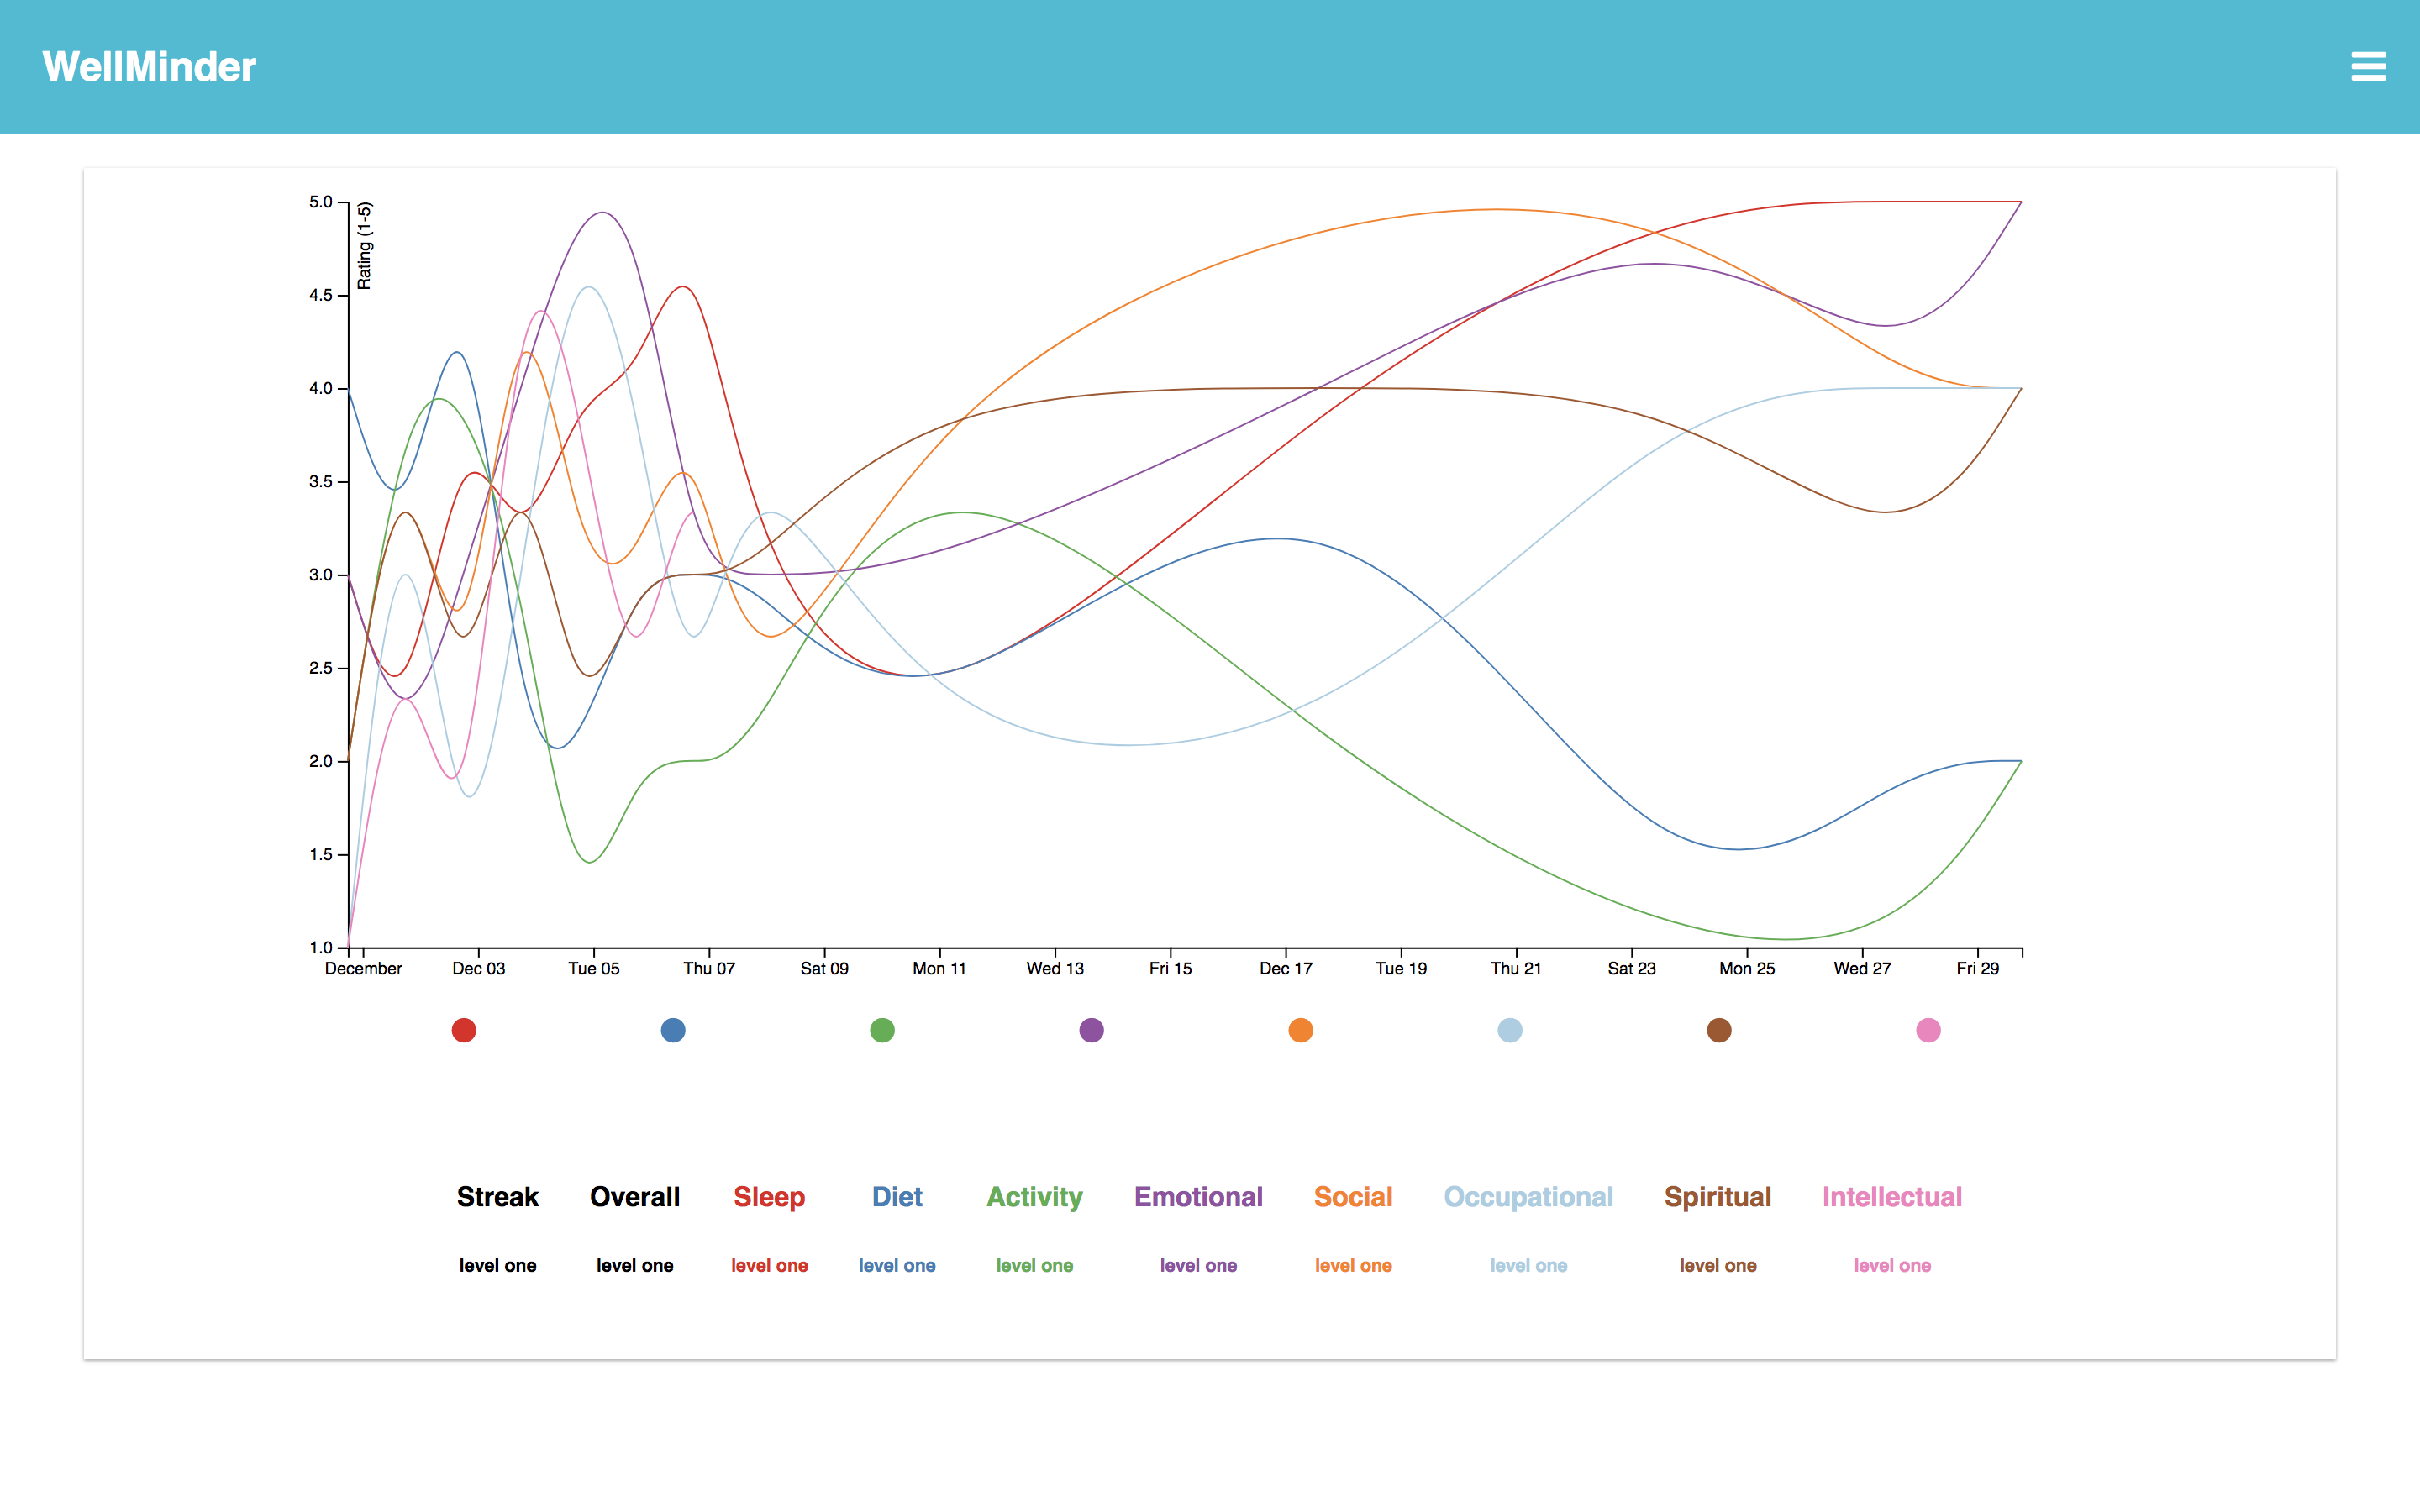 WellMinder
Rating (1-5)
5.0
4.5
4.0
3.5
3.0
2.5
2.0
1.5
1.0
December Dec 03 Tue 05 Thu 07 Sat 09 Mon 11 Wed 13 Fri 15 Dec 17 Tue 19 Thu 21 Sat 23 Mon 25 Wed 27 Fri 29
Streak Overall Sleep Diet Activity Emotional Social Occupational Spiritual Intellectual
level one level one level one level one level one level one level one level one level one level one